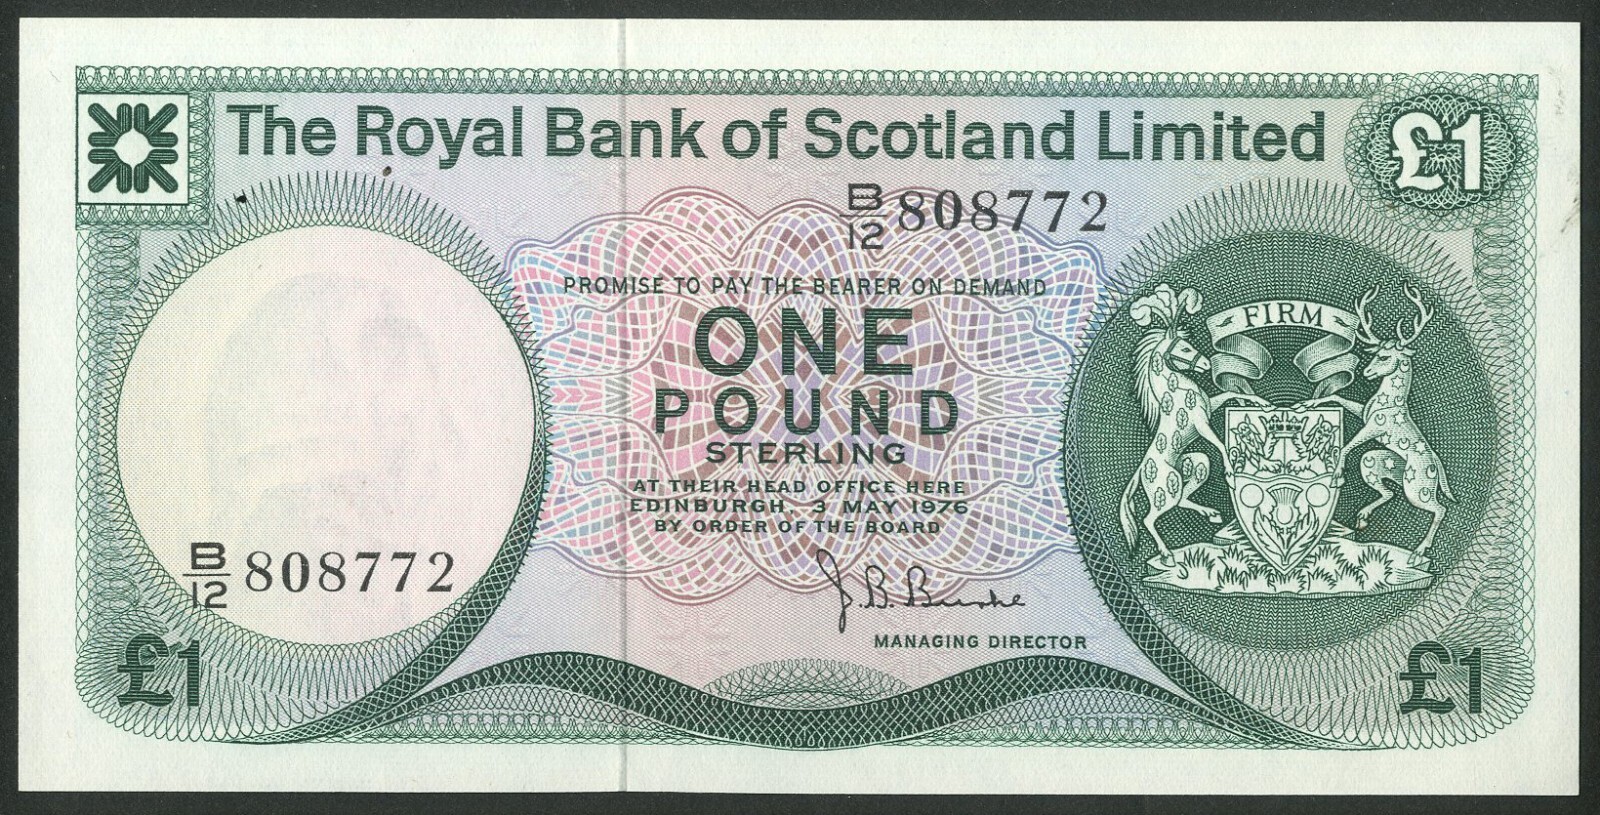 The Royal Bank of Scotland Limited
£1
B/12 808772
PROMISE TO PAY THE BEARER ON DEMAND
ONE
POUND
STERLING
AT THEIR HEAD OFFICE HERE
EDINBURGH, 3 MAY 1976
BY ORDER OF THE BOARD
FIRM
B/12 808772
J. B. Burke
MANAGING DIRECTOR
£1
£1